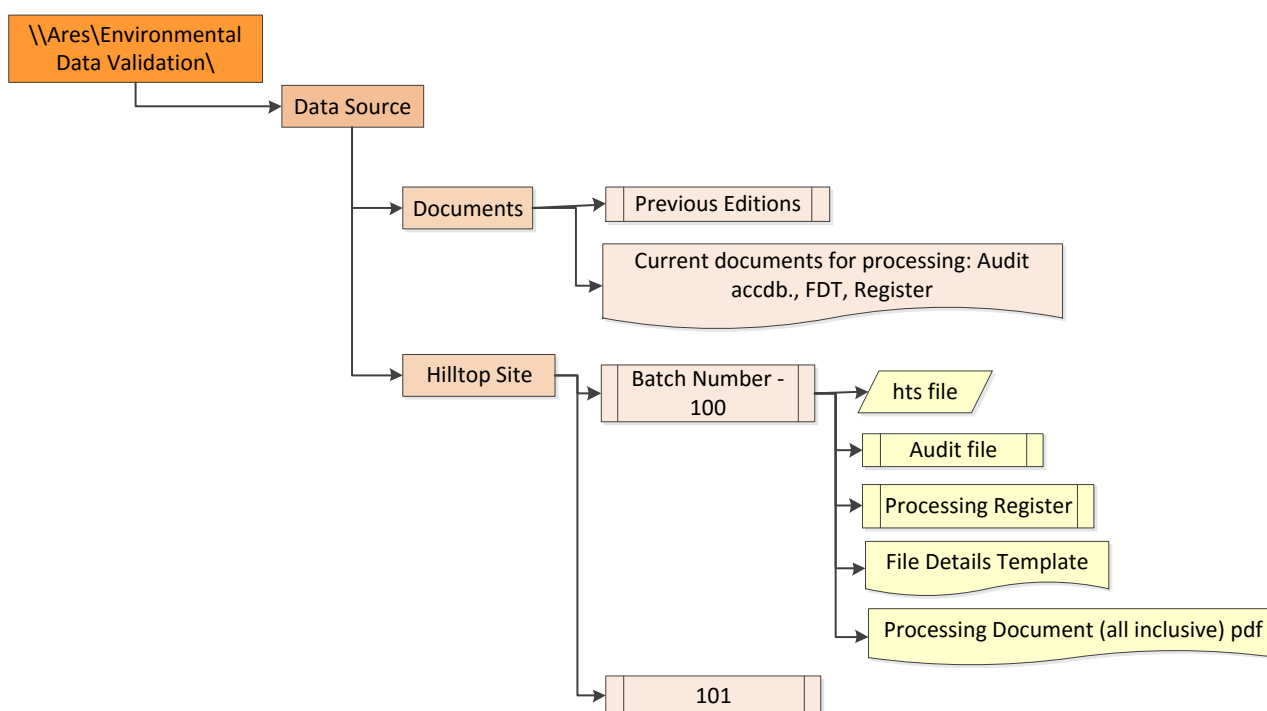 \\Ares\Environmental
Data Validation\
Data Source
Documents
Previous Editions
Current documents for processing: Audit
accdb., FDT, Register
Hilltop Site
Batch Number -
100
hts file
Audit file
Processing Register
File Details Template
Processing Document (all inclusive) pdf
101